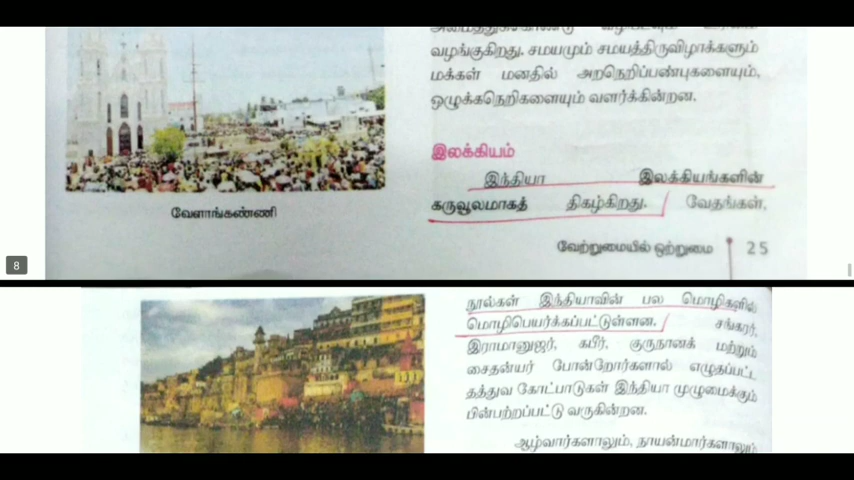 வழங்குகிறது. சமயமும் சமயத்திருவிழாக்களும்
மக்கள் மனதில் அறநெறிப்பண்புகளையும்,
ஒழுக்கநெறிகளையும் வளர்க்கின்றன.
இலக்கியம்
இந்தியா இலக்கியங்களின்
கருவூலமாகத் திகழ்கிறது. வேதங்கள்,
வேளாங்கண்ணி
வேற்றுமையில் ஒற்றுமை 25
8
நூல்கள் இந்தியாவின் பல மொழிகளில்
மொழிபெயர்க்கப்பட்டுள்ளன. சங்கரர்,
இராமானுஜர், கபீர், குருநானக் மற்றும்
சைதன்யர் போன்றோர்களால் எழுதப்பட்ட
தத்துவ கோட்பாடுகள் இந்தியா முழுமைக்கும்
பின்பற்றப்பட்டு வருகின்றன.
ஆழ்வார்களாலும், நாயன்மார்களாலும்